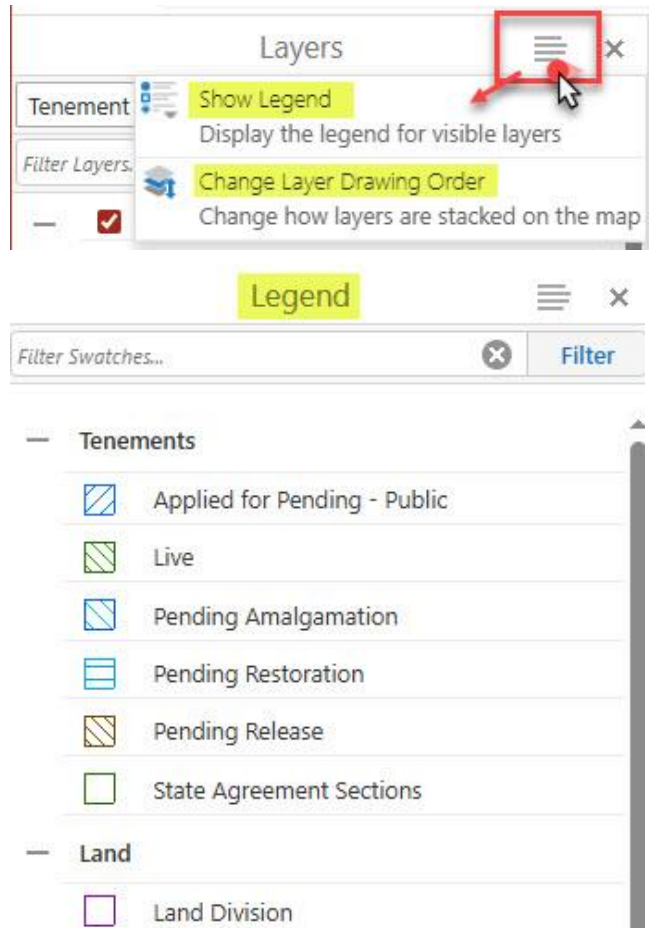 Layers
Tenement
Show Legend
Display the legend for visible layers
Filter Layers.
Change Layer Drawing Order
Change how layers are stacked on the map
Legend
Filter Swatches...
Filter
Tenements
Applied for Pending - Public
Live
Pending Amalgamation
Pending Restoration
Pending Release
State Agreement Sections
Land
Land Division